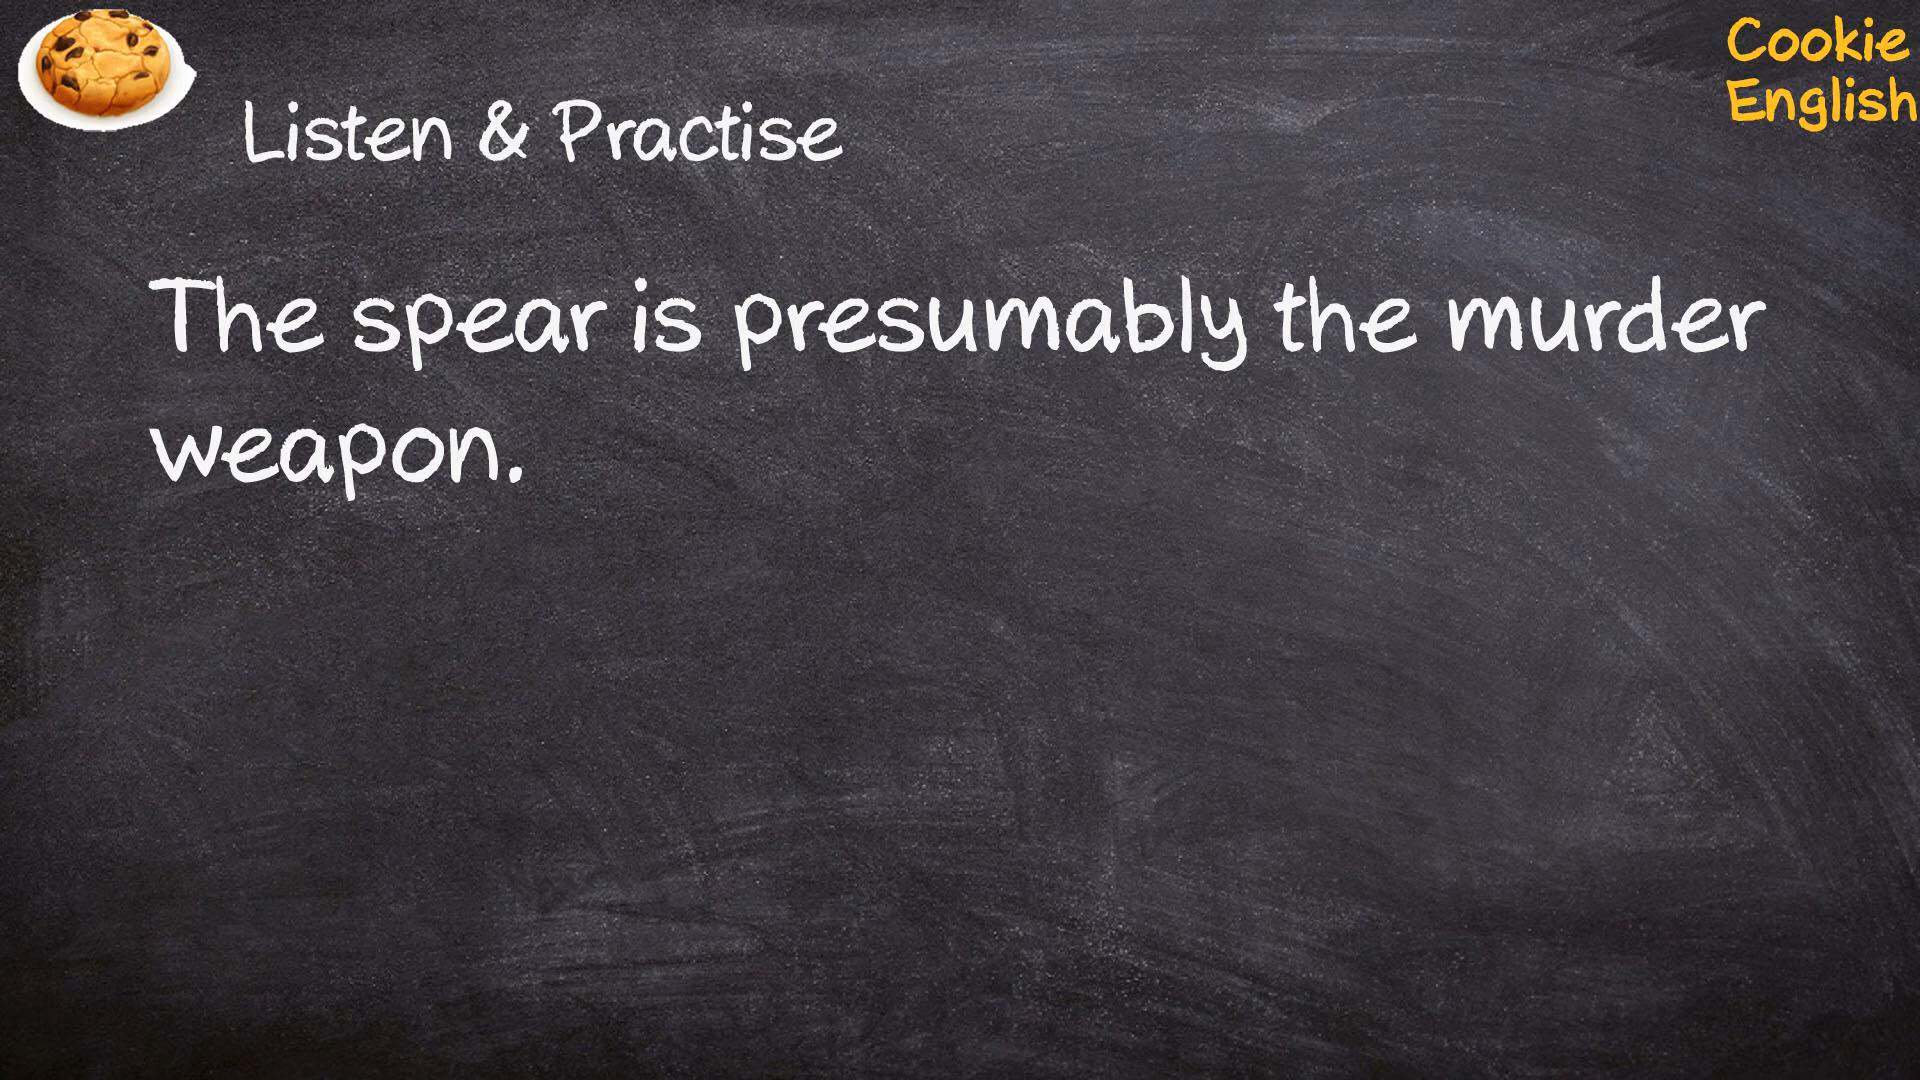 Cookie
English
Listen & Practise
The spear is presumably the murder
weapon.